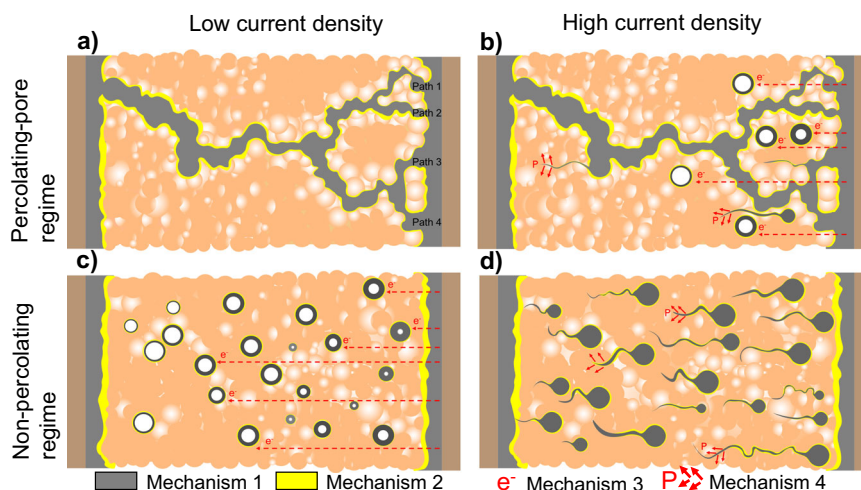 Low current density
High current density
Percolating-pore
regime
Non-percolating
regime
a)
Path 1
Path 2
Path 3
Path 4
b)
e-
e-
e-
P
e-
P
e-
c)
e-
e-
e-
e-
e-
e-
d)
P
P
P
Mechanism 1
Mechanism 2
e- Mechanism 3
P Mechanism 4